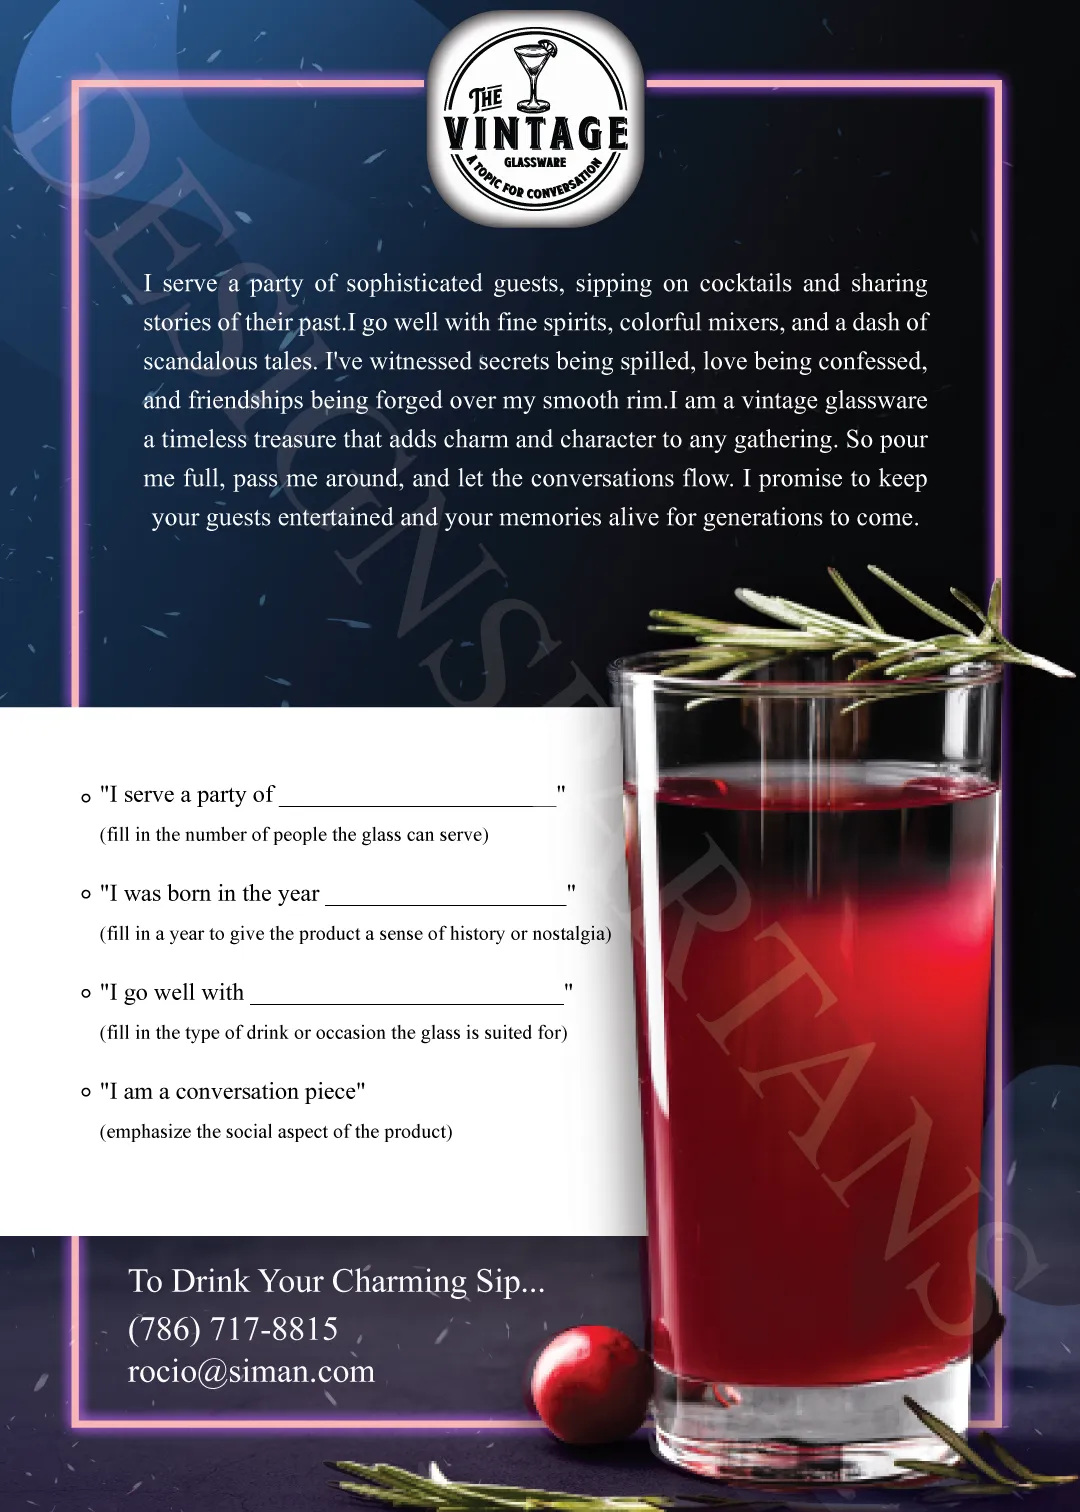 THE
VINTAGE
GLASSWARE
A TOPIC FOR CONVERSATION
I serve a party of sophisticated guests, sipping on cocktails and sharing
stories of their past.I go well with fine spirits, colorful mixers, and a dash of
scandalous tales. I've witnessed secrets being spilled, love being confessed,
and friendships being forged over my smooth rim.I am a vintage glassware
a timeless treasure that adds charm and character to any gathering. So pour
me full, pass me around, and let the conversations flow. I promise to keep
your guests entertained and your memories alive for generations to come.
"I serve a party of ______________________"
(fill in the number of people the glass can serve)
"I was born in the year ___________________"
(fill in a year to give the product a sense of history or nostalgia)
"I go well with _________________________"
(fill in the type of drink or occasion the glass is suited for)
"I am a conversation piece"
(emphasize the social aspect of the product)
To Drink Your Charming Sip...
(786) 717-8815
rocio@siman.com
DESIGNSPARTANS